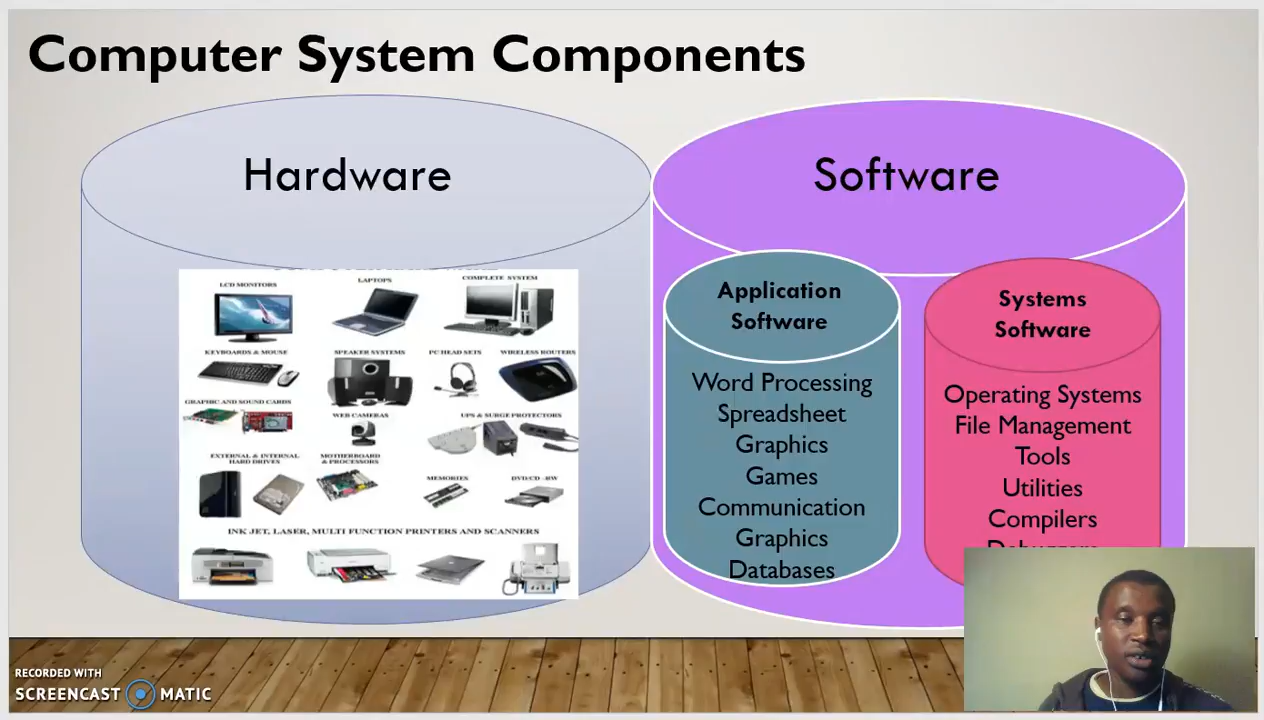 Computer System Components
Hardware
LCD MONITORS
LAPTOPS
COMPLETE SYSTEM
KEYBOARDS & MOUSE
SPEAKER SYSTEMS
PC HEAD SETS
WIRELESS ROUTERS
GRAPHIC AND SOUND CARDS
WEB CAMERAS
UPS & SURGE PROTECTORS
EXTERNAL & INTERNAL
HARD DRIVES
MOTHERBOARD
& PROCESSORS
MEMORIES
DVD/CD -RW
INK JET, LASER, MULTI FUNCTION PRINTERS AND SCANNERS
Software
Application
Software
Word Processing
Spreadsheet
Graphics
Games
Communication
Graphics
Databases
Systems
Software
Operating Systems
File Management
Tools
Utilities
Compilers
RECORDED WITH
SCREENCAST MATIC